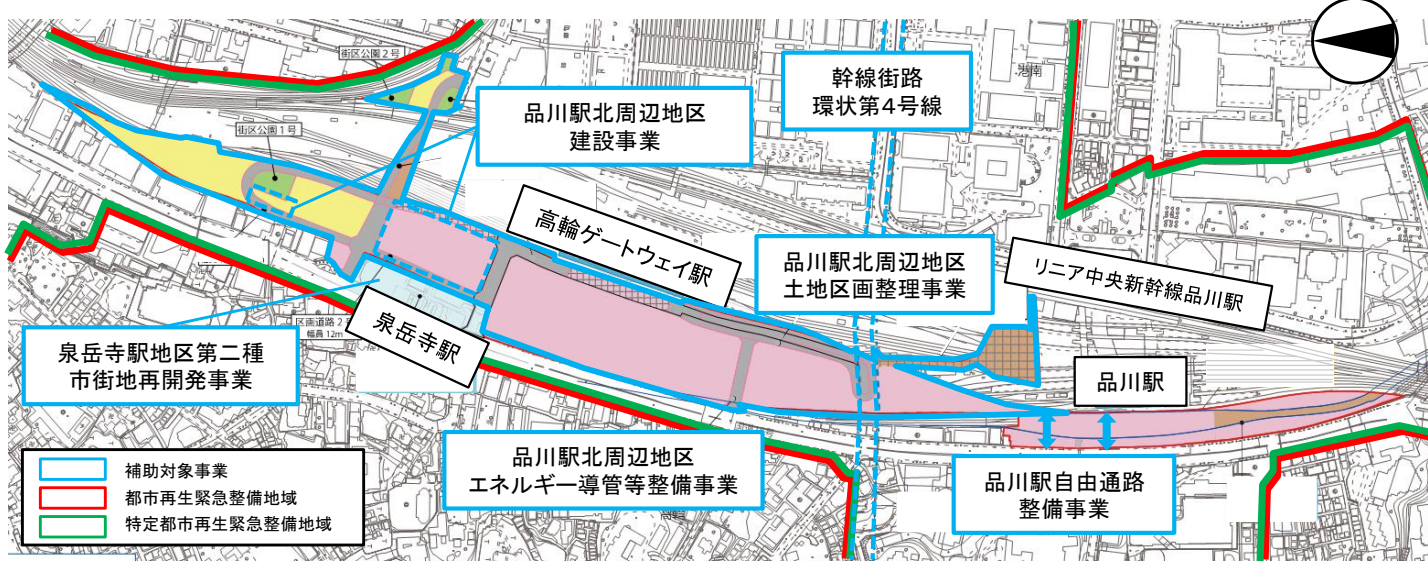 街区公園2号
街区公園1号
品川駅北周辺地区
建設事業
幹線街路
環状第4号線
港南
高輪ゲートウェイ駅
品川駅北周辺地区
土地区画整理事業
リニア中央新幹線品川駅
泉岳寺駅地区第二種
市街地再開発事業
区画道路2
幅員 12m
泉岳寺駅
品川駅
品川駅北周辺地区
エネルギー導管等整備事業
品川駅自由通路
整備事業
補助対象事業
都市再生緊急整備地域
特定都市再生緊急整備地域